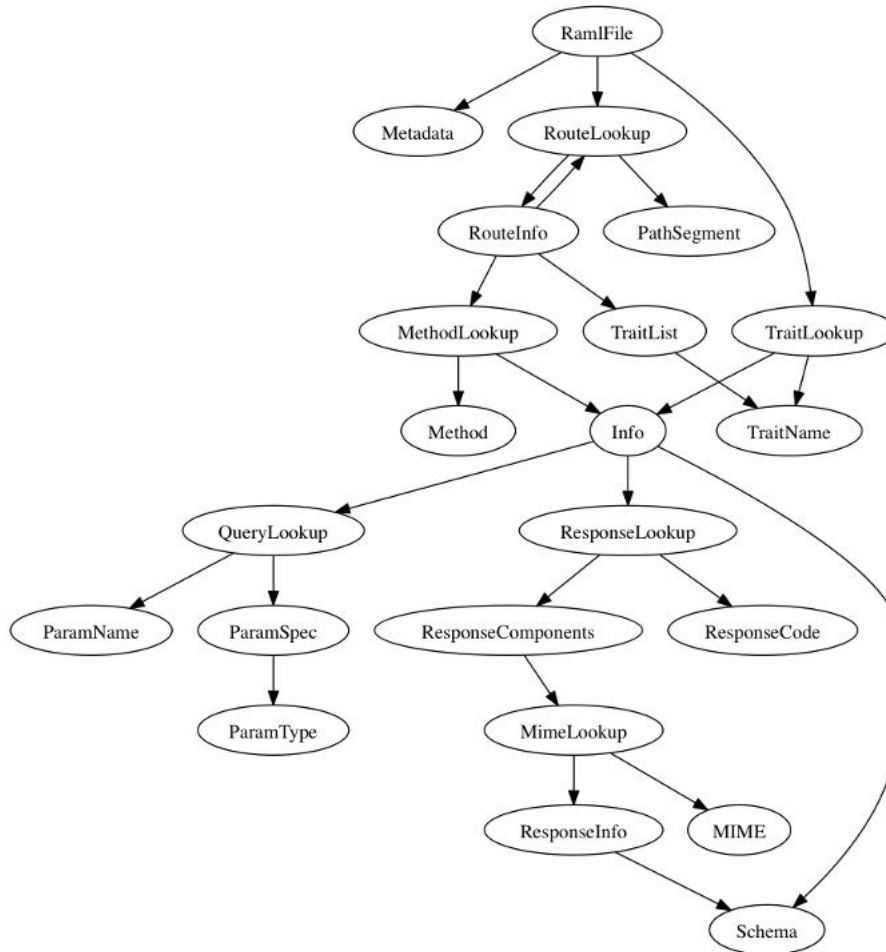 RamlFile
Metadata
RouteLookup
RouteInfo
PathSegment
MethodLookup
TraitList
TraitLookup
Method
Info
TraitName
QueryLookup
ResponseLookup
ParamName
ParamSpec
ResponseComponents
ResponseCode
ParamType
MimeLookup
ResponseInfo
MIME
Schema